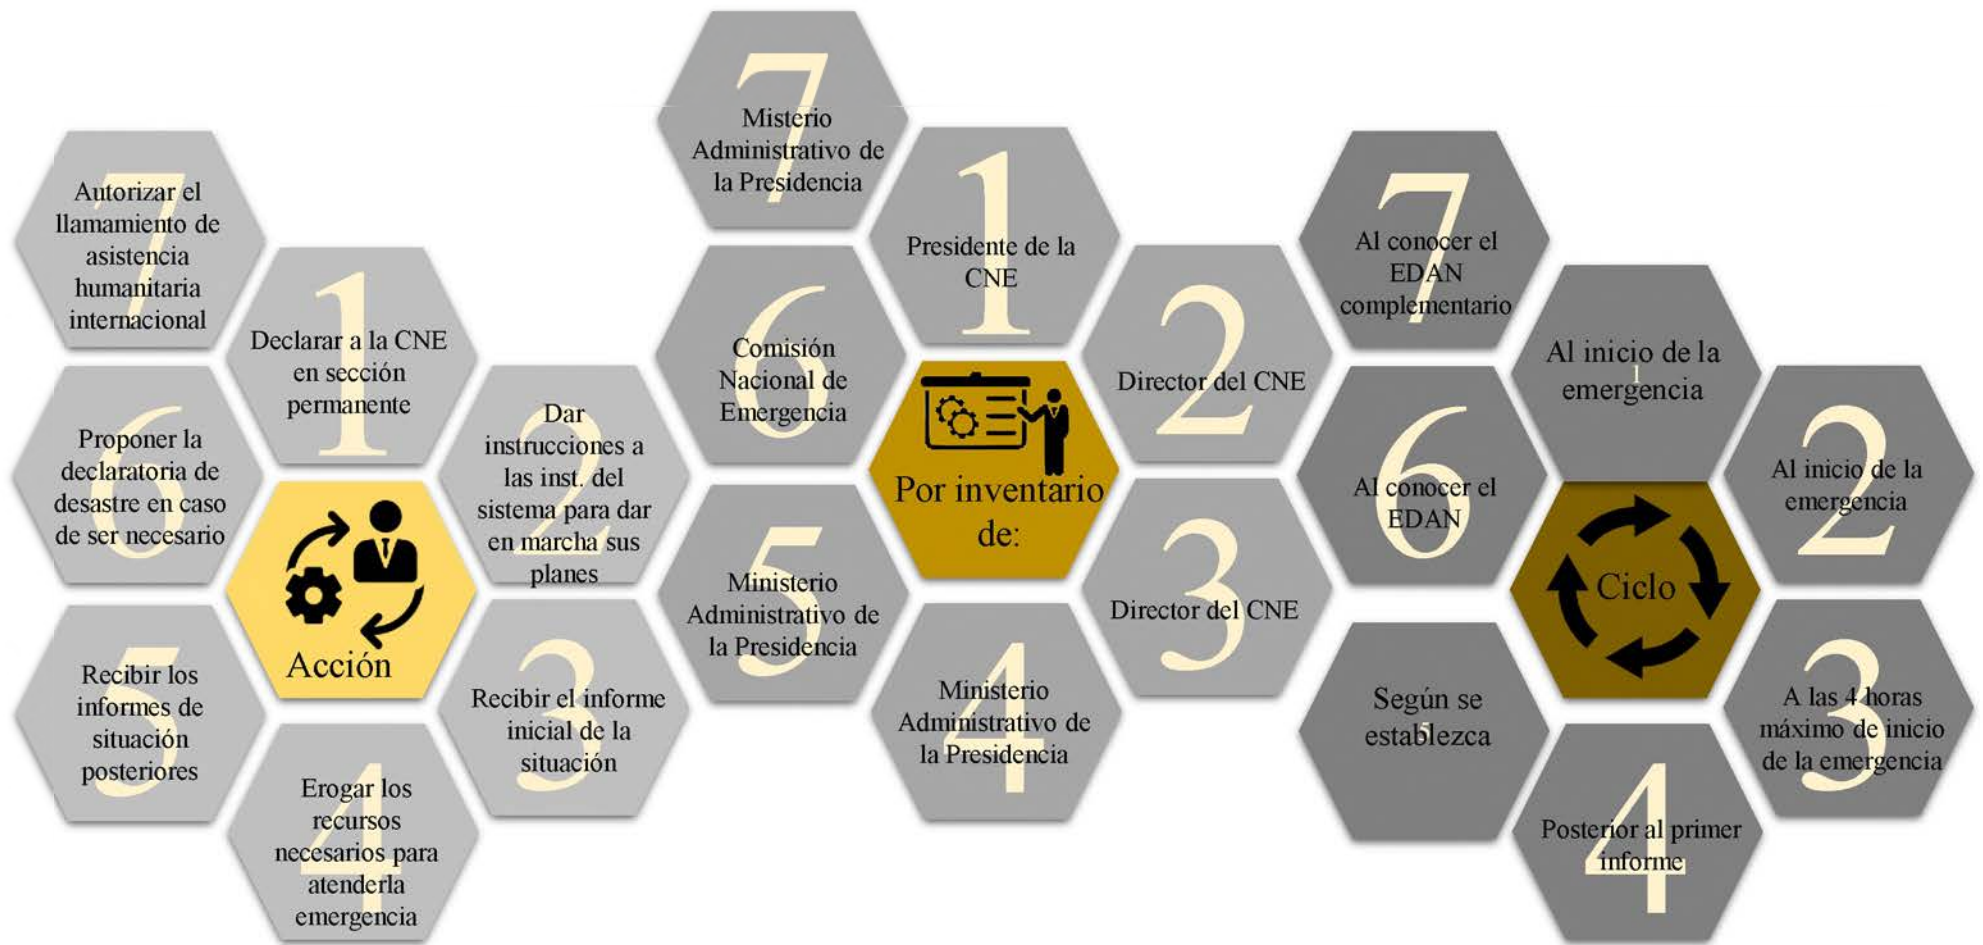 7
Autorizar el
llamamiento de
asistencia
humanitaria
internacional
1
Declarar a la CNE
en sección
permanente
2
Dar
instrucciones a
las inst. del
sistema para dar
en marcha sus
planes
3
Recibir el informe
inicial de la
situación
4
Erogar los
recursos
necesarios para
atenderla
emergencia
5
Recibir los
informes de
situación
posteriores
6
Proponer la
declaratoria de
desastre en caso
de ser necesario
Acción
7
Misterio
Administrativo de
la Presidencia
1
Presidente de la
CNE
2
Director del CNE
3
Director del CNE
4
Ministerio
Administrativo de
la Presidencia
5
Ministerio
Administrativo de
la Presidencia
6
Comisión
Nacional de
Emergencia
Por inventario
de:
7
Al conocer el
EDAN
complementario
1
Al inicio de la
emergencia
2
Al inicio de la
emergencia
3
A las 4 horas
máximo de inicio
de la emergencia
4
Posterior al primer
informe
5
Según se
establezca
6
Al conocer el
EDAN
Ciclo